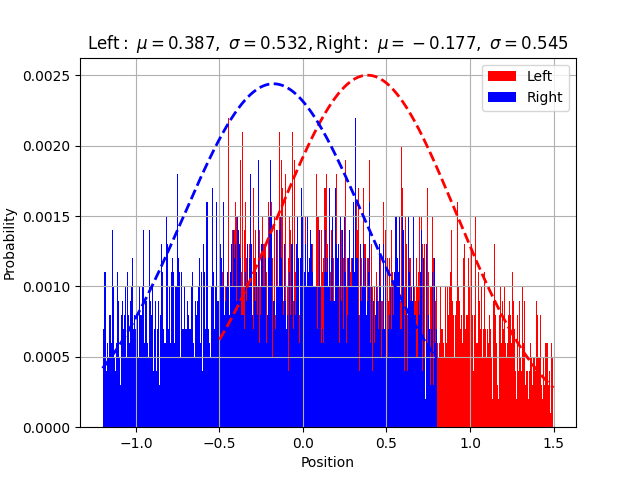 Left: μ=0.387, σ=0.532, Right: μ=−0.177, σ=0.545
Left
Right
Probability
0.0025
0.0020
0.0015
0.0010
0.0005
0.0000
−1.0 −0.5 0.0 0.5 1.0 1.5
Position